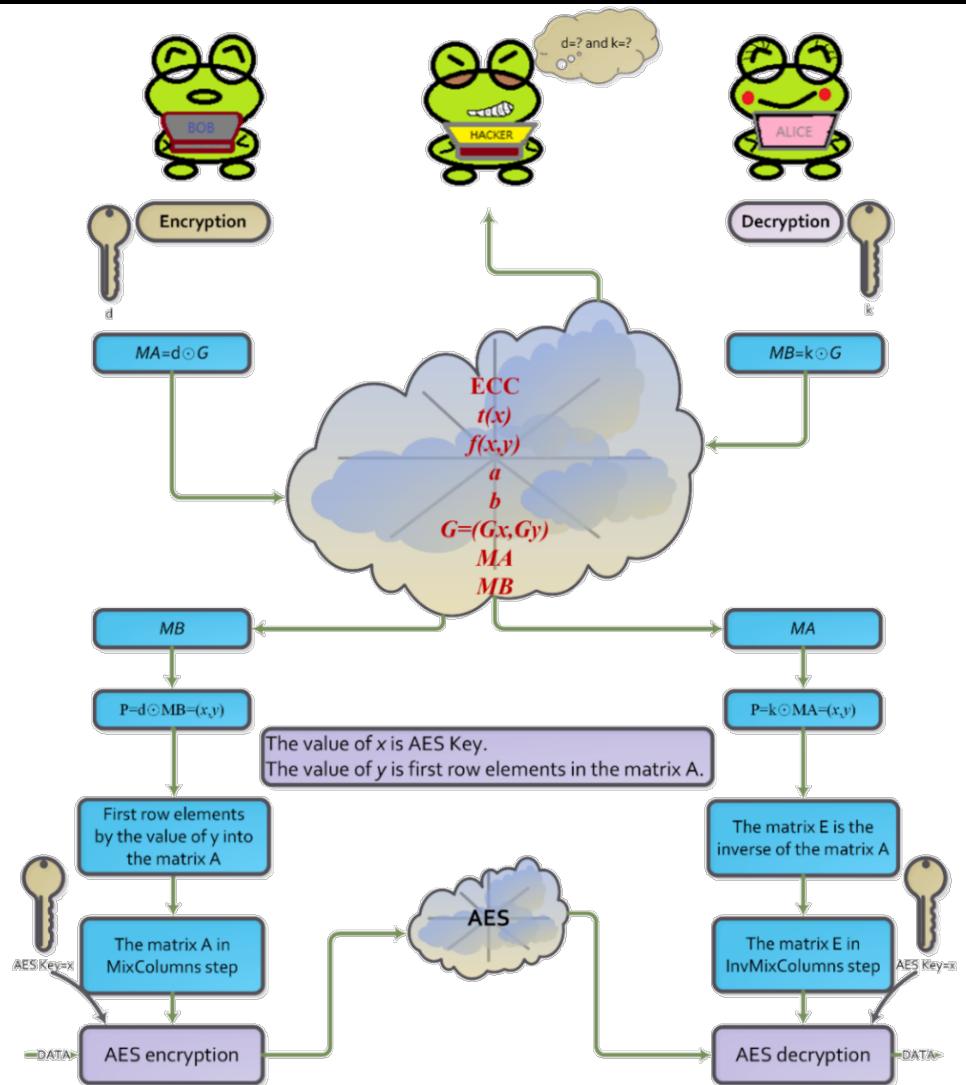 d=? and k=?
BOB
HACKER
ALICE
Encryption
Decryption
d
k
MA=d⊙G
MB=k⊙G
ECC
t(x)
f(x,y)
a
b
G=(Gx,Gy)
MA
MB
MB
MA
P=d⊙MB=(x,y)
P=k⊙MA=(x,y)
The value of x is AES Key.
The value of y is first row elements in the matrix A.
First row elements
by the value of y into
the matrix A
The matrix E is the
inverse of the matrix A
AES
The matrix A in
MixColumns step
The matrix E in
InvMixColumns step
AES Key=x
AES Key=x
DATA
AES encryption
AES decryption
DATA